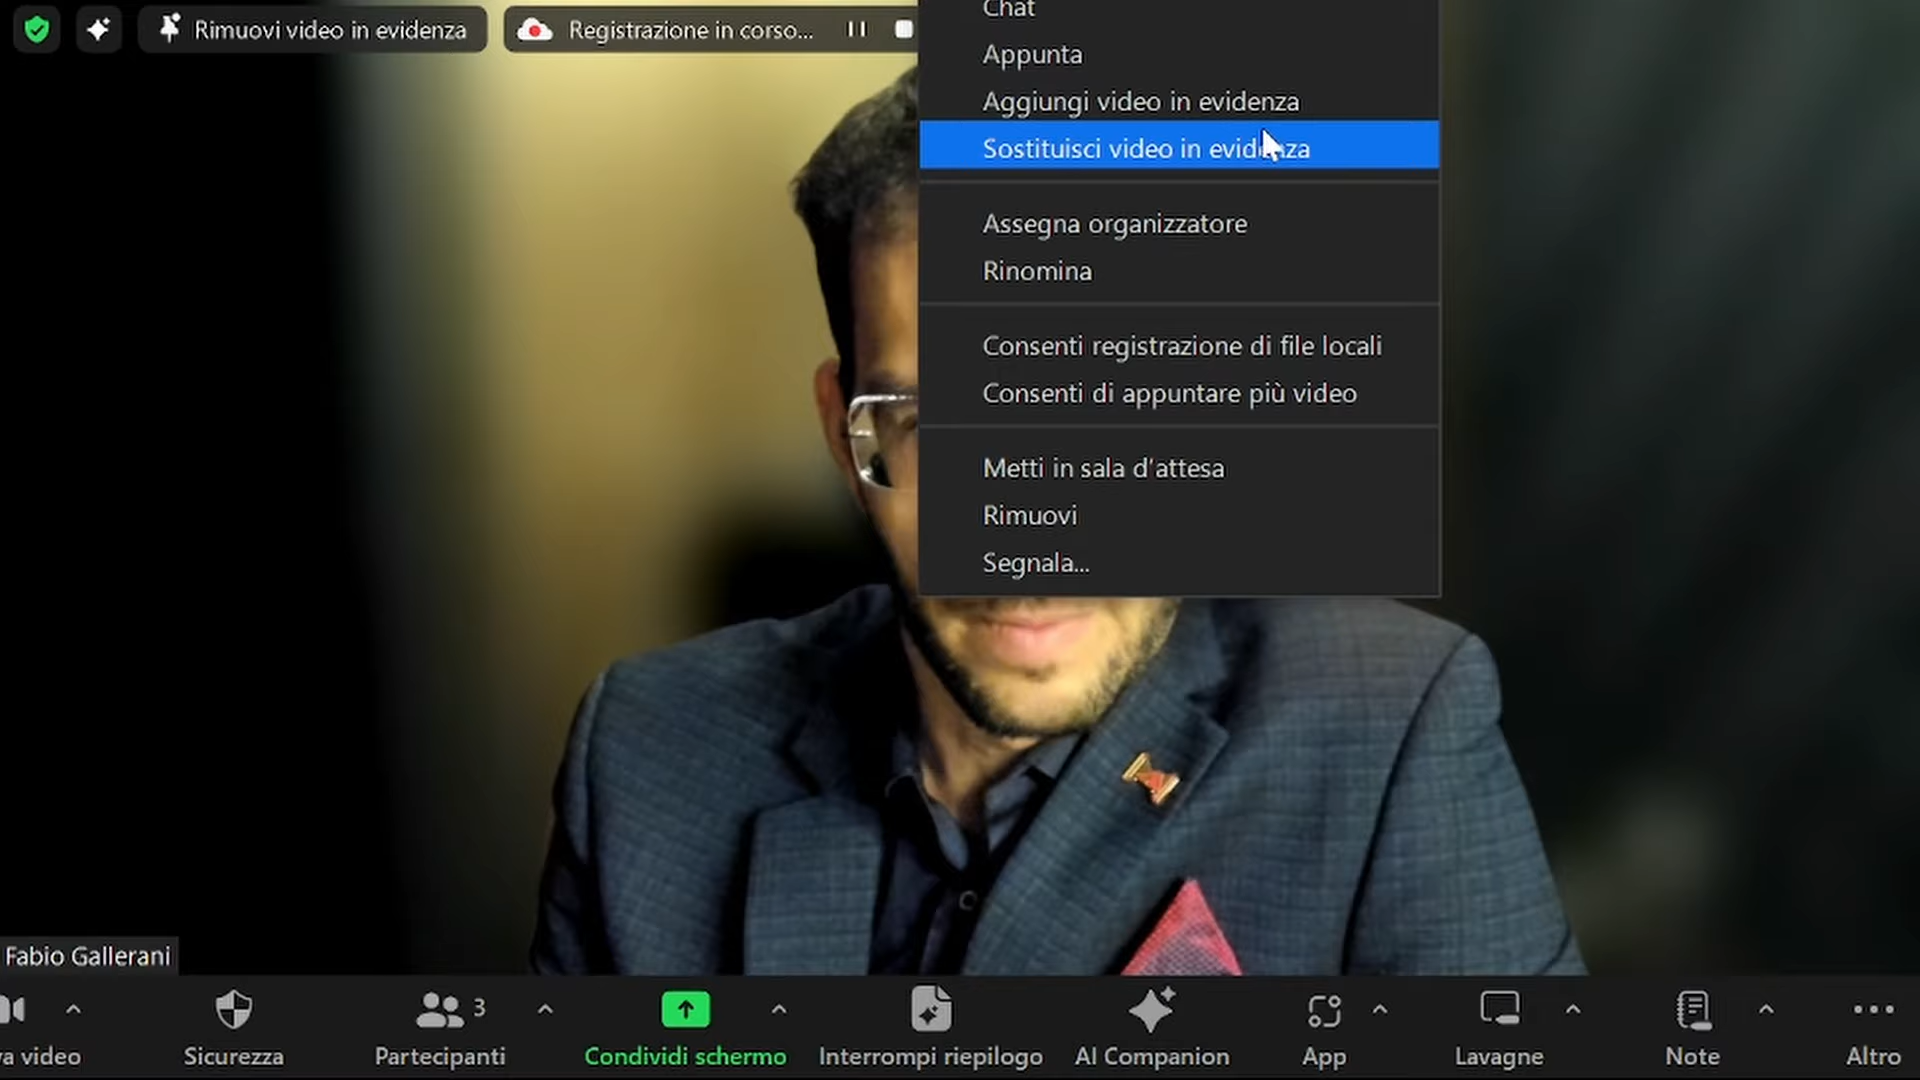 Rimuovi video in evidenza
Registrazione in corso...
Chat
Appunta
Aggiungi video in evidenza
Sostituisci video in evidenza
Assegna organizzatore
Rinomina
Consenti registrazione di file locali
Consenti di appuntare più video
Metti in sala d'attesa
Rimuovi
Segnala...
Fabio Gallerani
3
va video
Sicurezza
Partecipanti
Condividi schermo
Interrompi riepilogo
AI Companion
App
Lavagne
Note
Altro